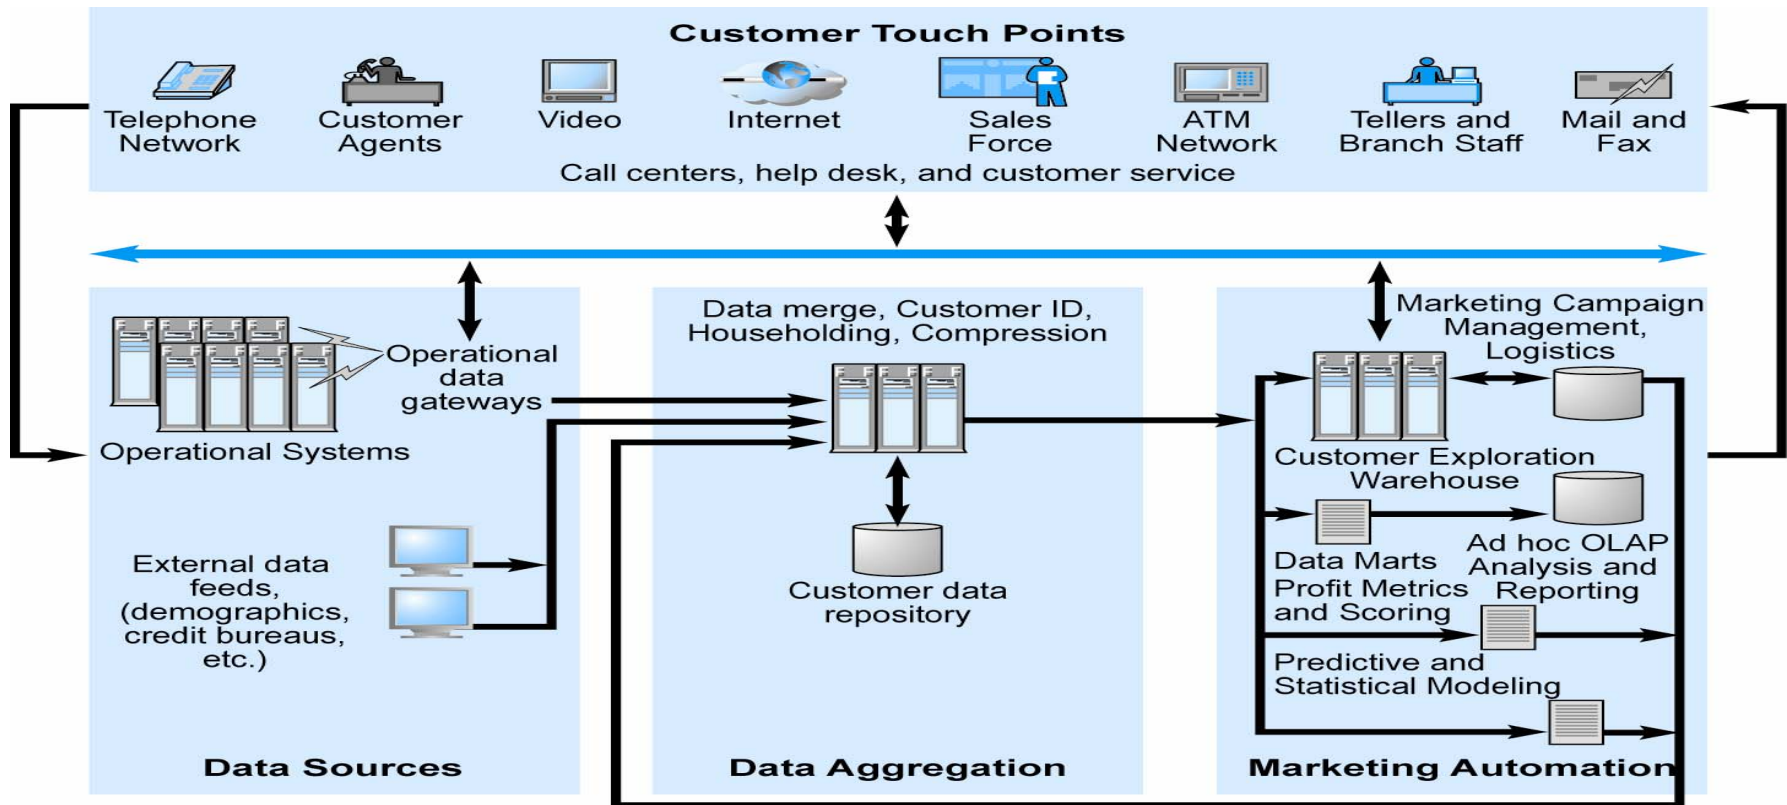 Customer Touch Points
Telephone
Network
Customer
Agents
Video
Internet
Sales
Force
ATM
Network
Tellers and
Branch Staff
Mail and
Fax
Call centers, help desk, and customer service
Operational
data
gateways
Operational Systems
External data
feeds,
(demographics,
credit bureaus,
etc.)
Data Sources
Data merge, Customer ID,
Householding, Compression
Customer data
repository
Data Aggregation
Marketing Campaign
Management,
Logistics
Customer Exploration
Warehouse
Data Marts
Ad hoc OLAP
Analysis and
Reporting
Profit Metrics
and Scoring
Predictive and
Statistical Modeling
Marketing Automation